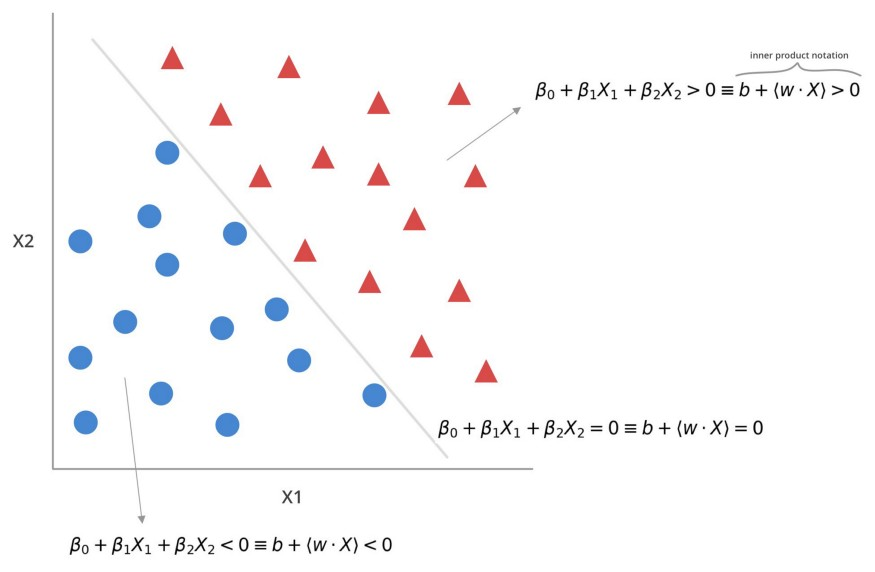 inner product notation
β₀ + β₁X₁ + β₂X₂ > 0 ≡ b + ⟨w · X⟩ > 0
X2
β₀ + β₁X₁ + β₂X₂ = 0 ≡ b + ⟨w · X⟩ = 0
X1
β₀ + β₁X₁ + β₂X₂ < 0 ≡ b + ⟨w · X⟩ < 0